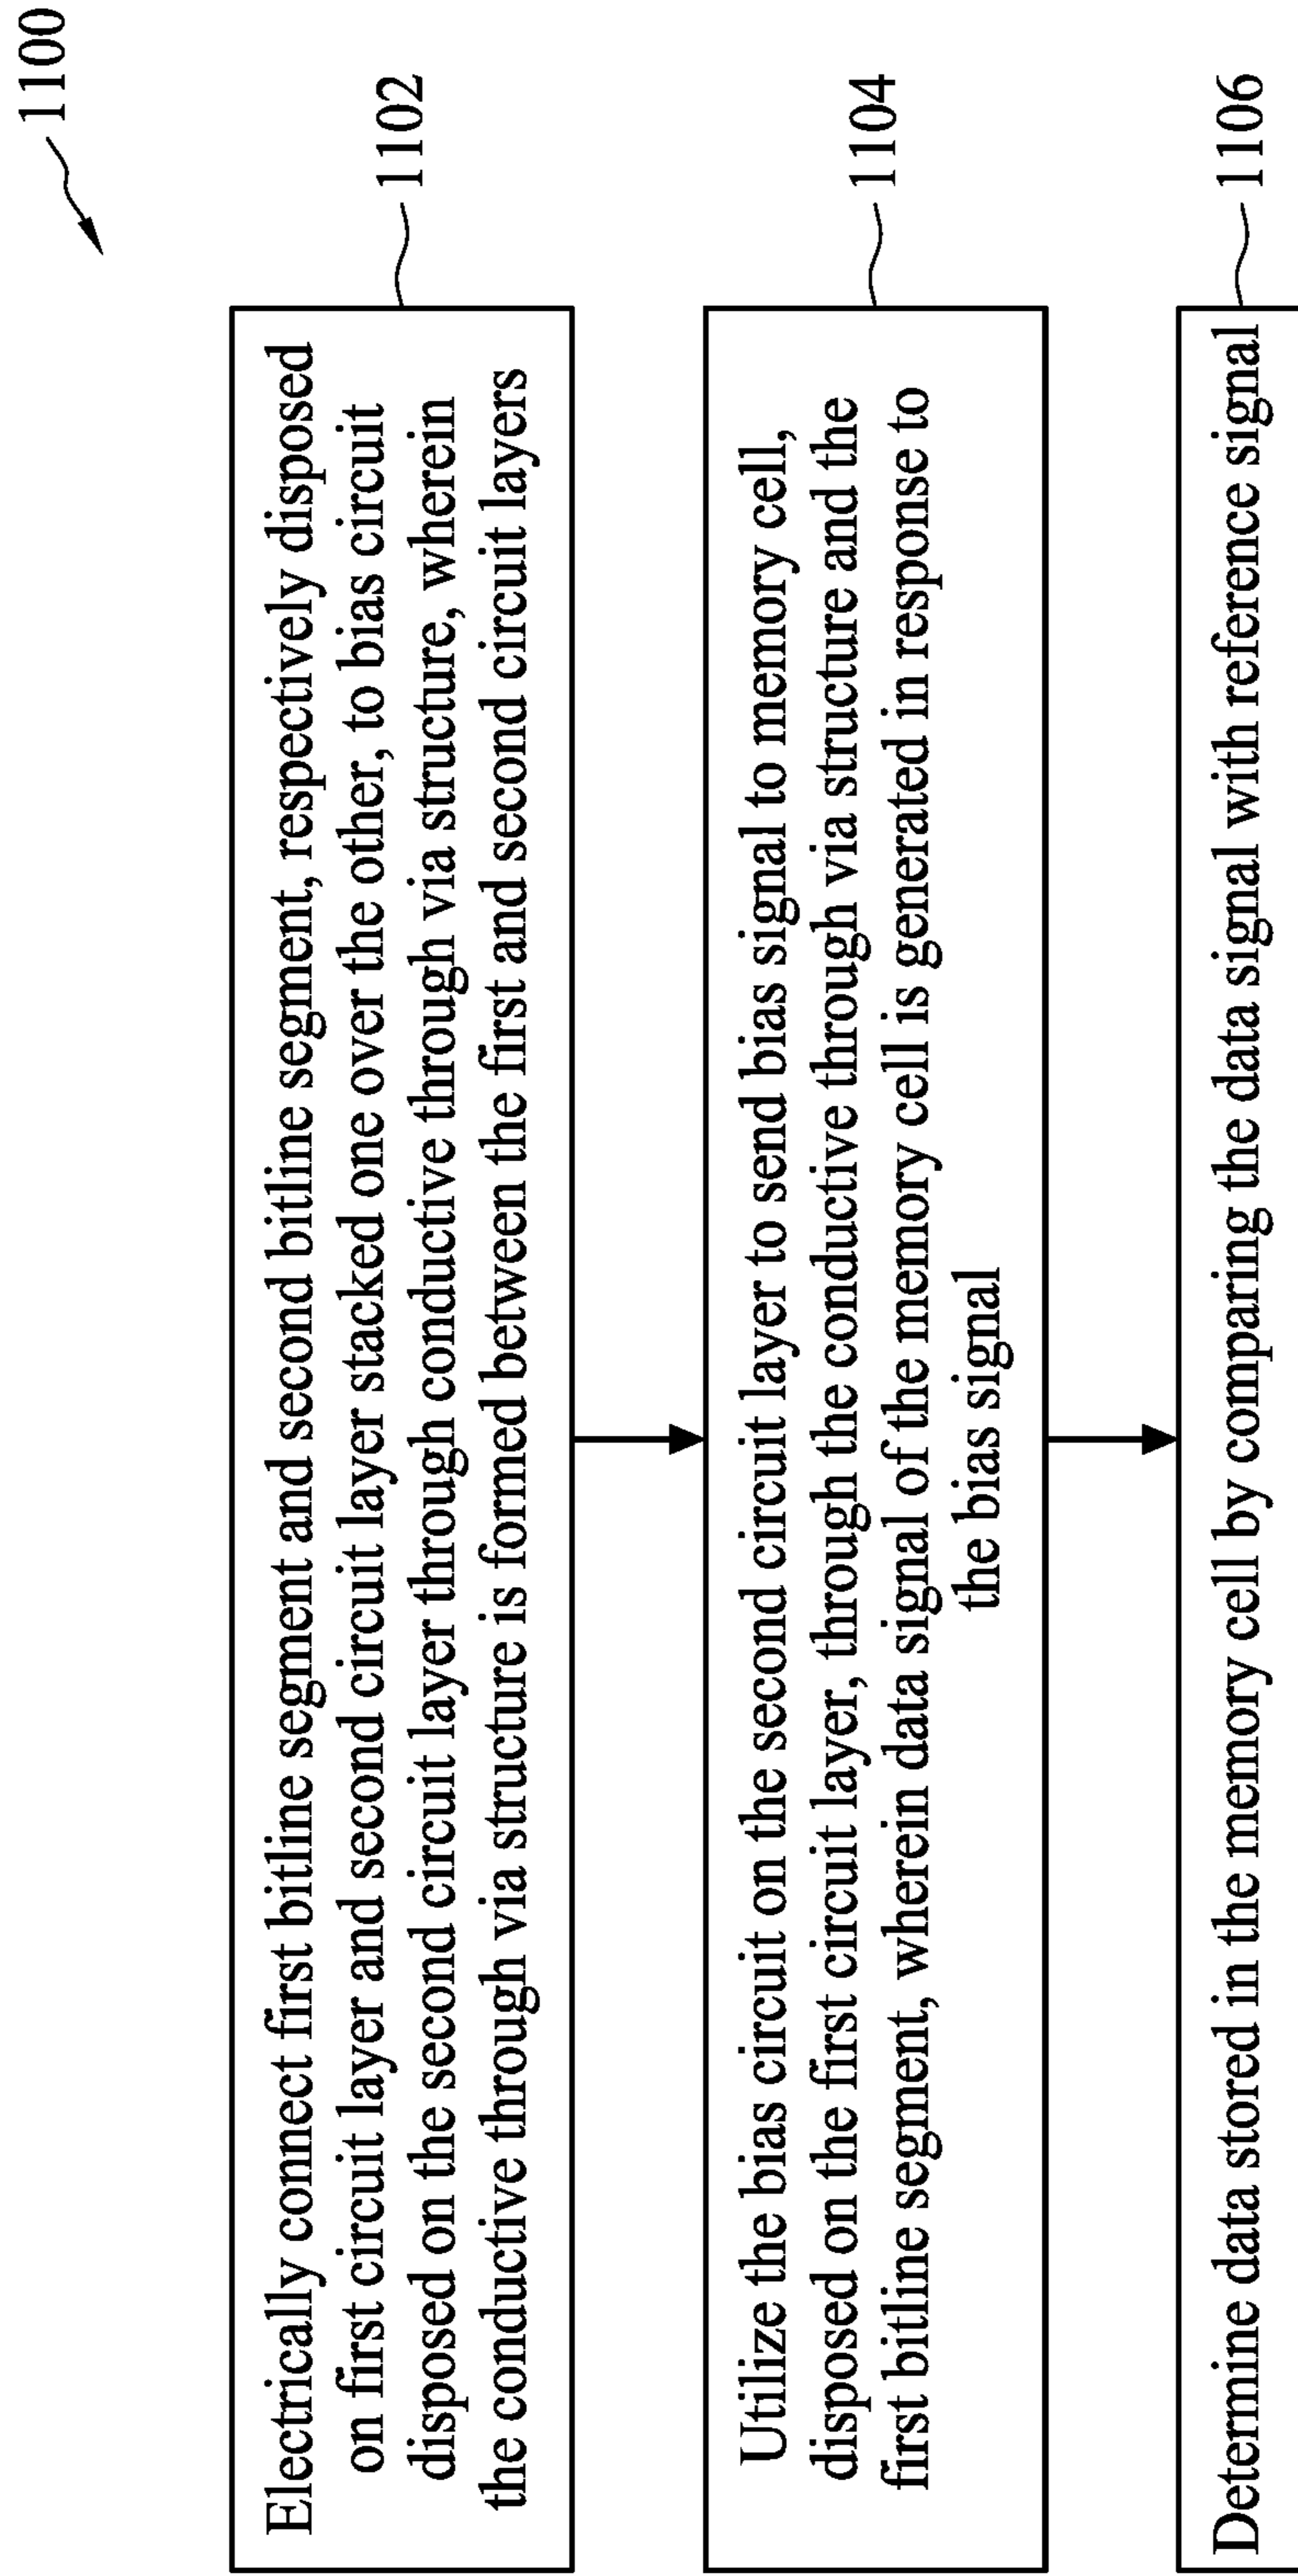 1100
Electrically connect first bitline segment and second bitline segment, respectively disposed
on first circuit layer and second circuit layer stacked one over the other, to bias circuit
disposed on the second circuit layer through conductive through via structure, wherein
the conductive through via structure is formed between the first and second circuit layers
1102
Utilize the bias circuit on the second circuit layer to send bias signal to memory cell,
disposed on the first circuit layer, through the conductive through via structure and the
first bitline segment, wherein data signal of the memory cell is generated in response to
the bias signal
1104
Determine data stored in the memory cell by comparing the data signal with reference signal
1106